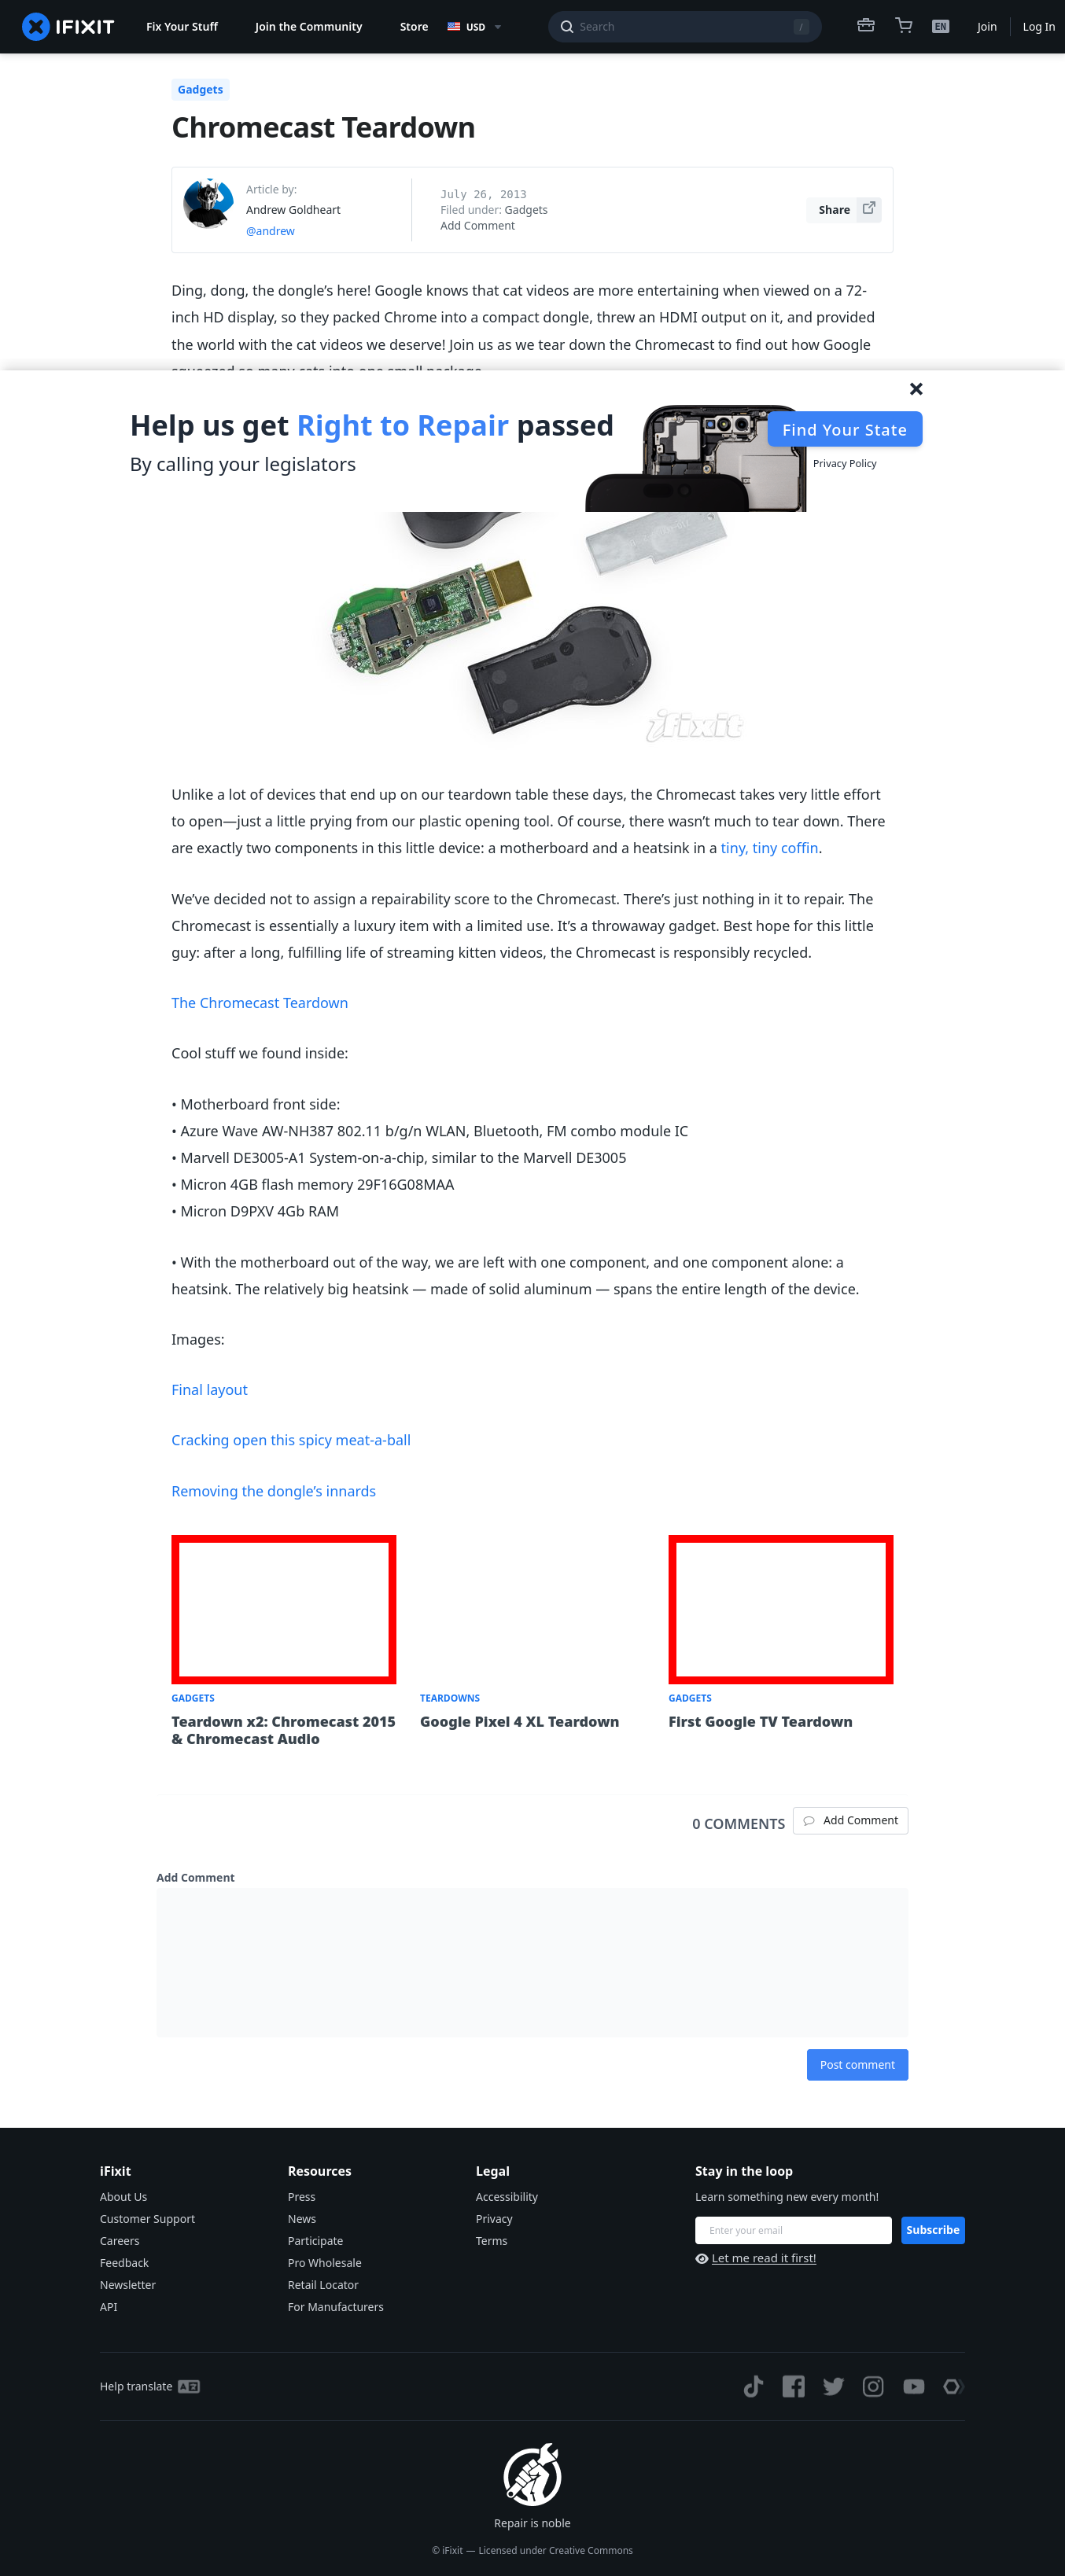 IFIXIT
Fix Your Stuff
Join the Community
Store
USD
Search
/
EN
Join
Log In
Gadgets
Chromecast Teardown
Article by:
Andrew Goldheart
@andrew
July 26, 2013
Filed under: Gadgets
Add Comment
Share
Ding, dong, the dongle’s here! Google knows that cat videos are more entertaining when viewed on a 72-
inch HD display, so they packed Chrome into a compact dongle, threw an HDMI output on it, and provided
the world with the cat videos we deserve! Join us as we tear down the Chromecast to find out how Google
squeezed so many cats into one small package.
Help us get Right to Repair passed
By calling your legislators
Find Your State
Privacy Policy
iFixit
Unlike a lot of devices that end up on our teardown table these days, the Chromecast takes very little effort
to open—just a little prying from our plastic opening tool. Of course, there wasn’t much to tear down. There
are exactly two components in this little device: a motherboard and a heatsink in a tiny, tiny coffin.
We’ve decided not to assign a repairability score to the Chromecast. There’s just nothing in it to repair. The
Chromecast is essentially a luxury item with a limited use. It’s a throwaway gadget. Best hope for this little
guy: after a long, fulfilling life of streaming kitten videos, the Chromecast is responsibly recycled.
The Chromecast Teardown
Cool stuff we found inside:
• Motherboard front side:
• Azure Wave AW-NH387 802.11 b/g/n WLAN, Bluetooth, FM combo module IC
• Marvell DE3005-A1 System-on-a-chip, similar to the Marvell DE3005
• Micron 4GB flash memory 29F16G08MAA
• Micron D9PXV 4Gb RAM
• With the motherboard out of the way, we are left with one component, and one component alone: a
heatsink. The relatively big heatsink — made of solid aluminum — spans the entire length of the device.
Images:
Final layout
Cracking open this spicy meat-a-ball
Removing the dongle’s innards
GADGETS
Teardown x2: Chromecast 2015
& Chromecast Audio
TEARDOWNS
Google Pixel 4 XL Teardown
GADGETS
First Google TV Teardown
0 COMMENTS
Add Comment
Add Comment
Post comment
iFixit
About Us
Customer Support
Careers
Feedback
Newsletter
API
Resources
Press
News
Participate
Pro Wholesale
Retail Locator
For Manufacturers
Legal
Accessibility
Privacy
Terms
Stay in the loop
Learn something new every month!
Enter your email
Subscribe
Let me read it first!
Help translate
Repair is noble
© iFixit — Licensed under Creative Commons